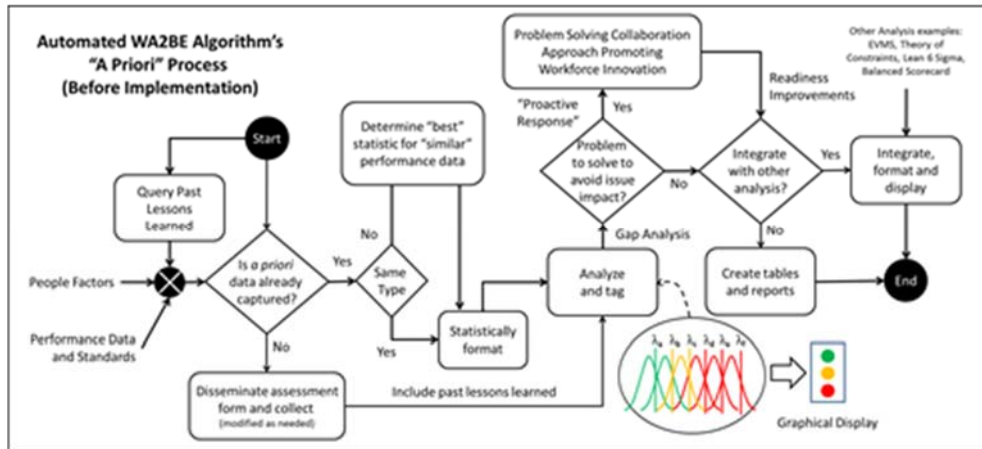 Automated WA2BE Algorithm's
"A Priori" Process
(Before Implementation)
Start
Query Past
Lessons
Learned
People Factors
Performance Data
and Standards
Is a priori
data already
captured?
Yes
No
Disseminate assessment
form and collect
(modified as needed)
Include past lessons learned
Same
Type
No
Yes
Determine "best"
statistic for "similar"
performance data
Statistically
format
Analyze
and tag
Gap Analysis
Problem
to solve to
avoid issue
impact?
"Proactive
Response"
Yes
No
Problem Solving Collaboration
Approach Promoting
Workforce Innovation
Readiness
Improvements
Integrate
with other
analysis?
Yes
No
Create tables
and reports
Other Analysis examples:
EVMS, Theory of
Constraints, Lean 6 Sigma,
Balanced Scorecard
Integrate,
format and
display
End
Graphical Display